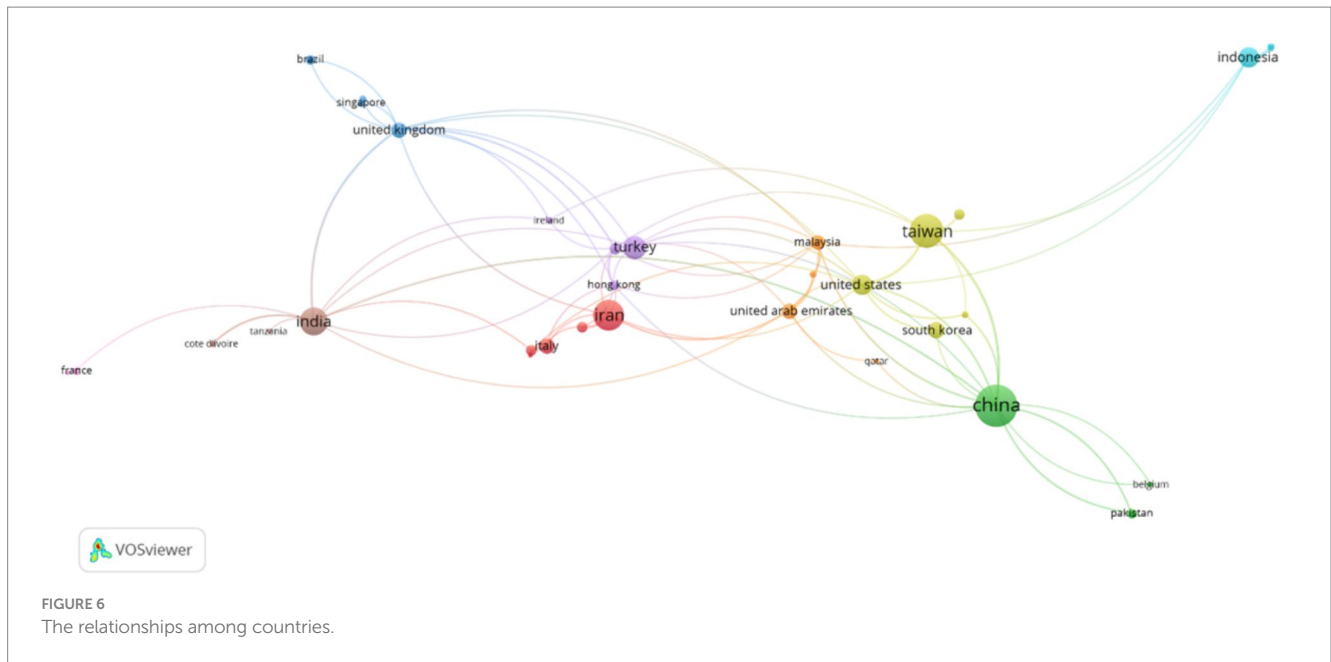 brazil
indonesia
singapore
united kingdom
ireland
taiwan
turkey
malaysia
hong kong
united states
iran
united arab emirates
india
tanzania
south korea
cote d'ivoire
italy
qatar
france
china
belgium
pakistan
VOSviewer
FIGURE 6
The relationships among countries.